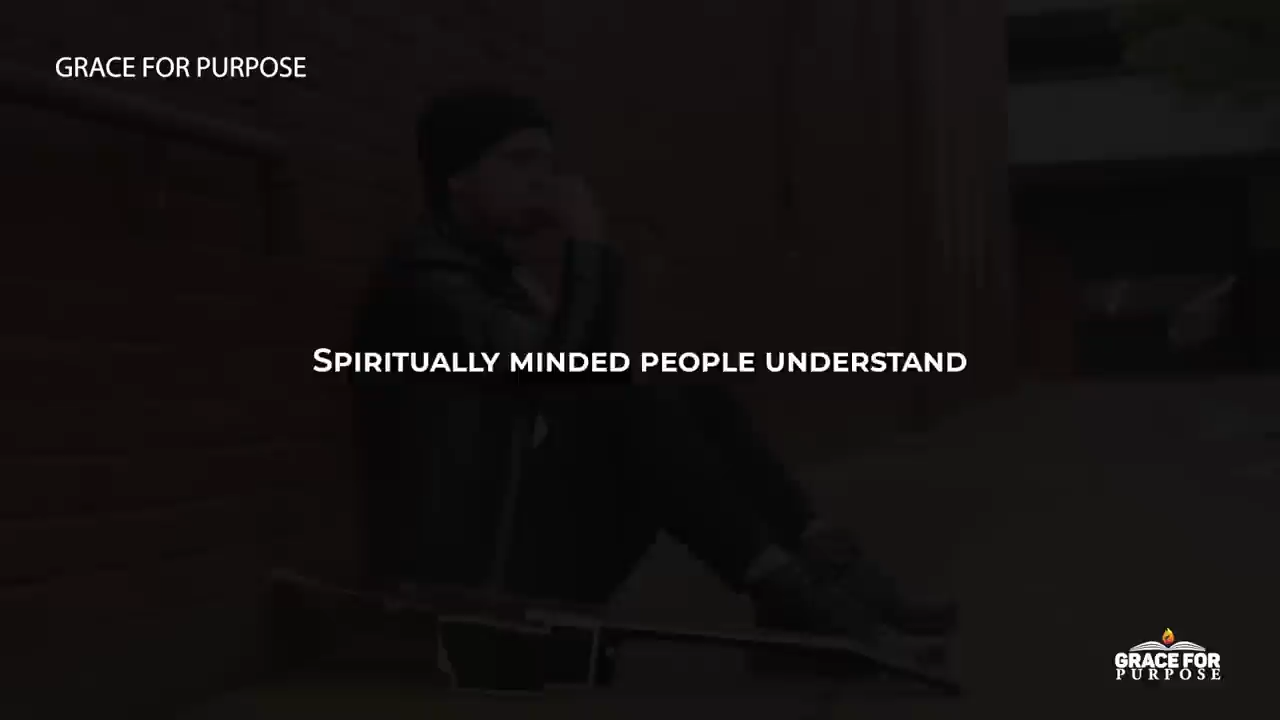 GRACE FOR PURPOSE
Spiritually minded people understand
GRACE FOR
PURPOSE